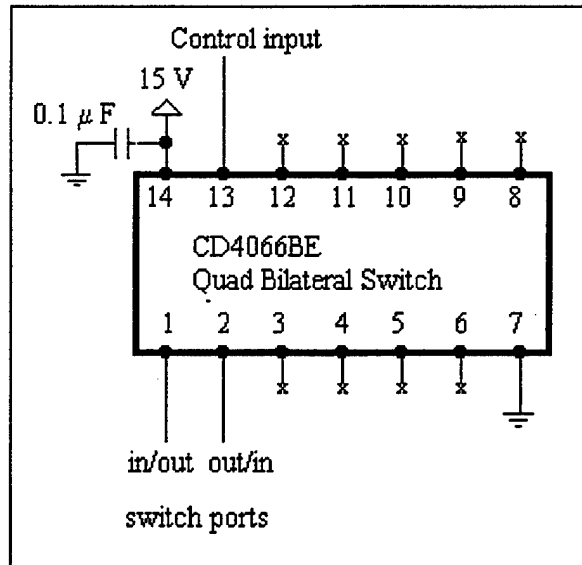 Control input
15 V
0.1 μF
x x x x x
14 13 12 11 10 9 8
CD4066BE
Quad Bilateral Switch
1 2 3 4 5 6 7
x x x x
in/out out/in
switch ports